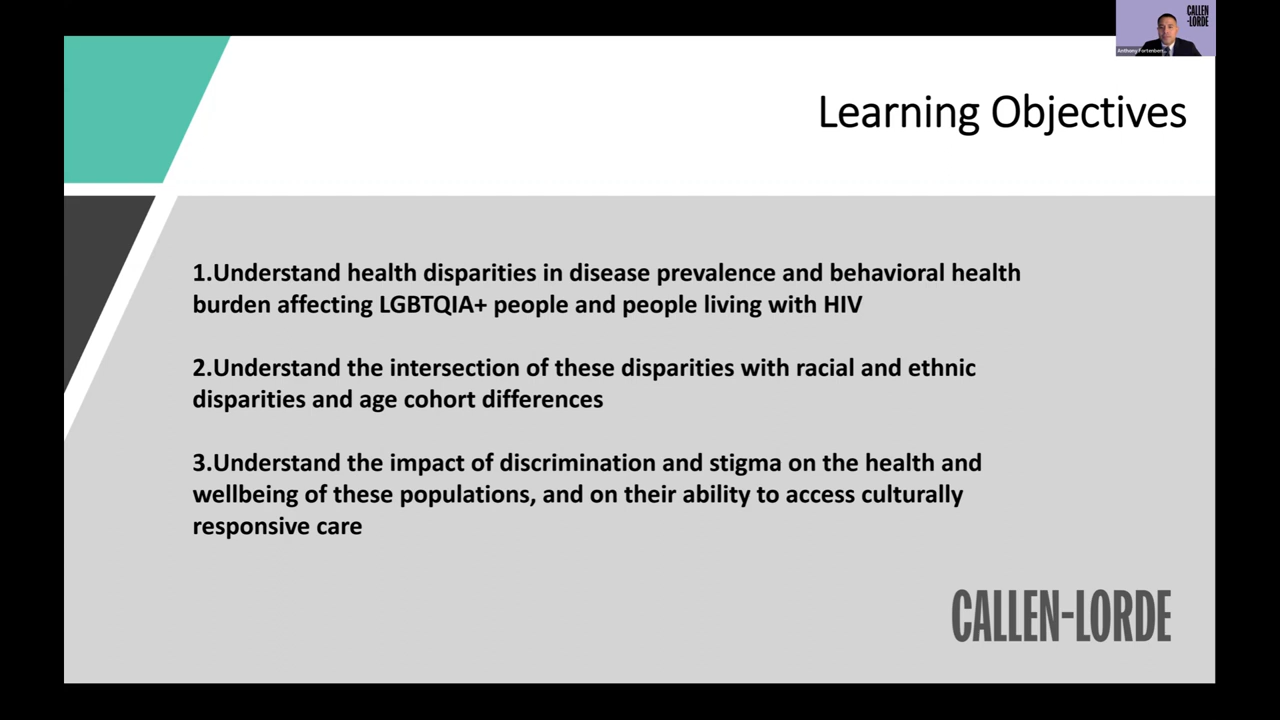 CALLEN
-LORDE
Learning Objectives
1.Understand health disparities in disease prevalence and behavioral health
burden affecting LGBTQIA+ people and people living with HIV
2.Understand the intersection of these disparities with racial and ethnic
disparities and age cohort differences
3.Understand the impact of discrimination and stigma on the health and
wellbeing of these populations, and on their ability to access culturally
responsive care
CALLEN-LORDE